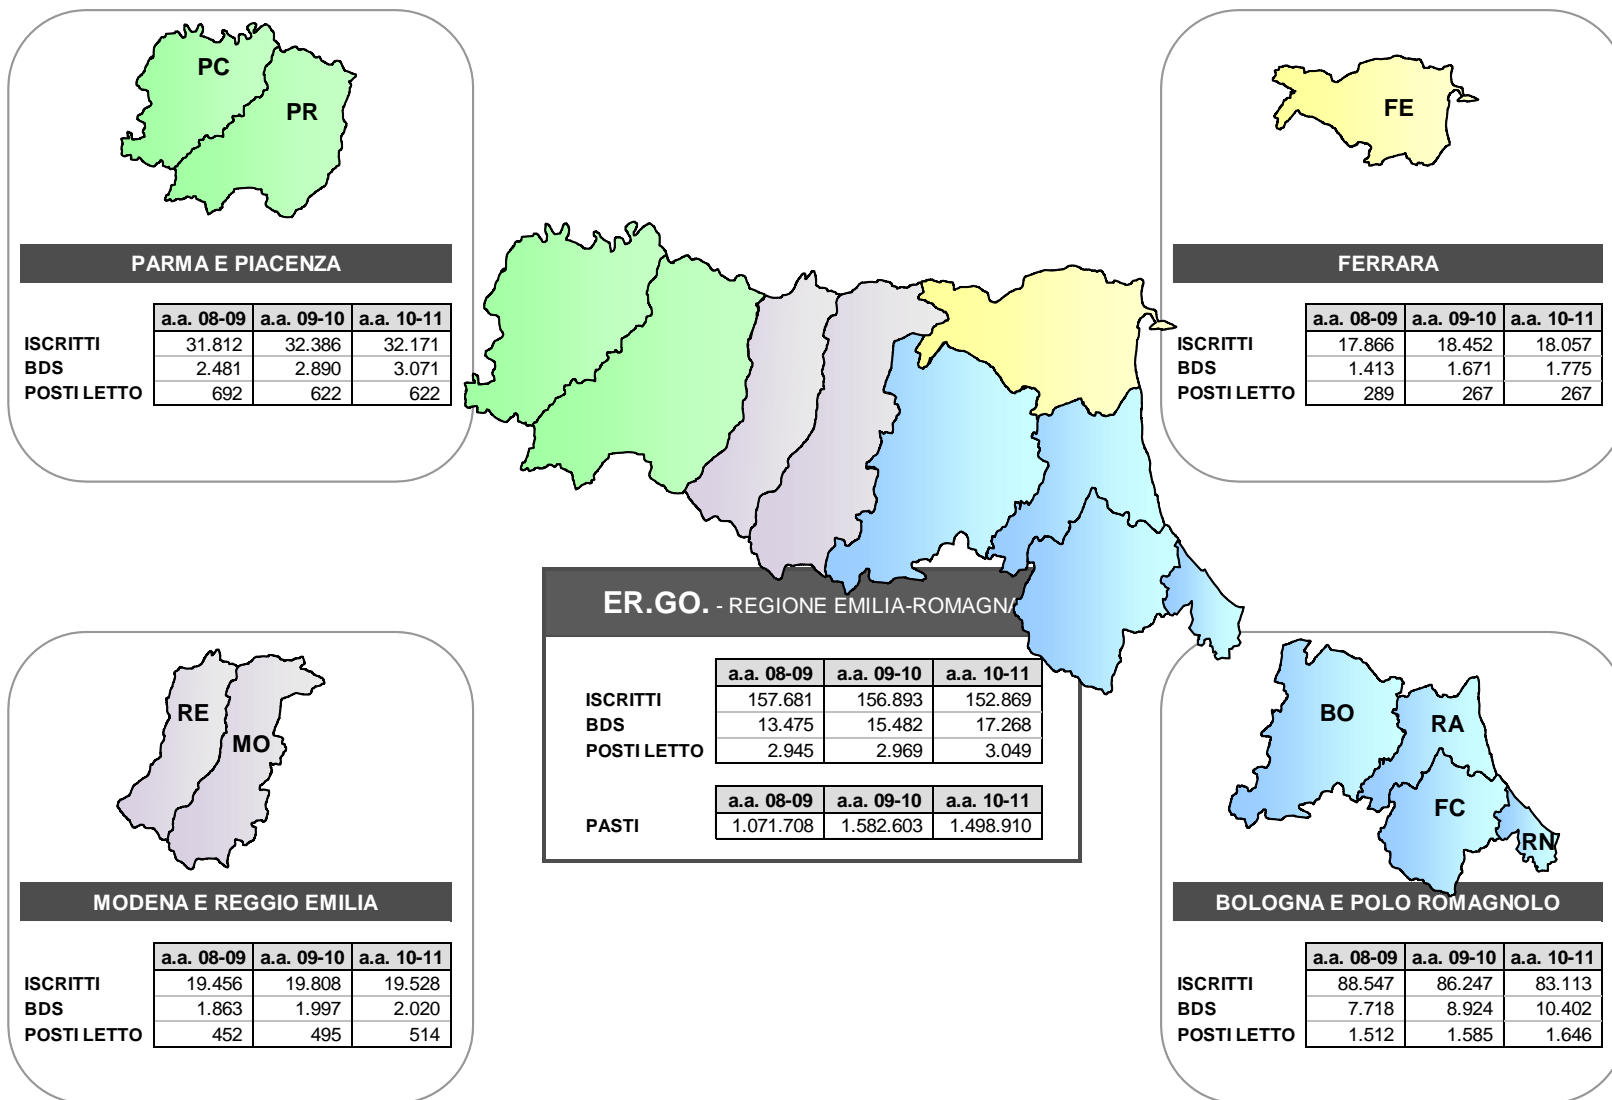 PC
PR
PARMA E PIACENZA
a.a. 08-09 a.a. 09-10 a.a. 10-11
ISCRITTI 31.812 32.386 32.171
BDS 2.481 2.890 3.071
POSTI LETTO 692 622 622
FE
FERRARA
a.a. 08-09 a.a. 09-10 a.a. 10-11
ISCRITTI 17.866 18.452 18.057
BDS 1.413 1.671 1.775
POSTI LETTO 289 267 267
ER.GO. - REGIONE EMILIA-ROMAGNA
a.a. 08-09 a.a. 09-10 a.a. 10-11
ISCRITTI 157.681 156.893 152.869
BDS 13.475 15.482 17.268
POSTI LETTO 2.945 2.969 3.049
a.a. 08-09 a.a. 09-10 a.a. 10-11
PASTI 1.071.708 1.582.603 1.498.910
RE
MO
MODENA E REGGIO EMILIA
a.a. 08-09 a.a. 09-10 a.a. 10-11
ISCRITTI 19.456 19.808 19.528
BDS 1.863 1.997 2.020
POSTI LETTO 452 495 514
BO
RA
FC
RN
BOLOGNA E POLO ROMAGNOLO
a.a. 08-09 a.a. 09-10 a.a. 10-11
ISCRITTI 88.547 86.247 83.113
BDS 7.718 8.924 10.402
POSTI LETTO 1.512 1.585 1.646